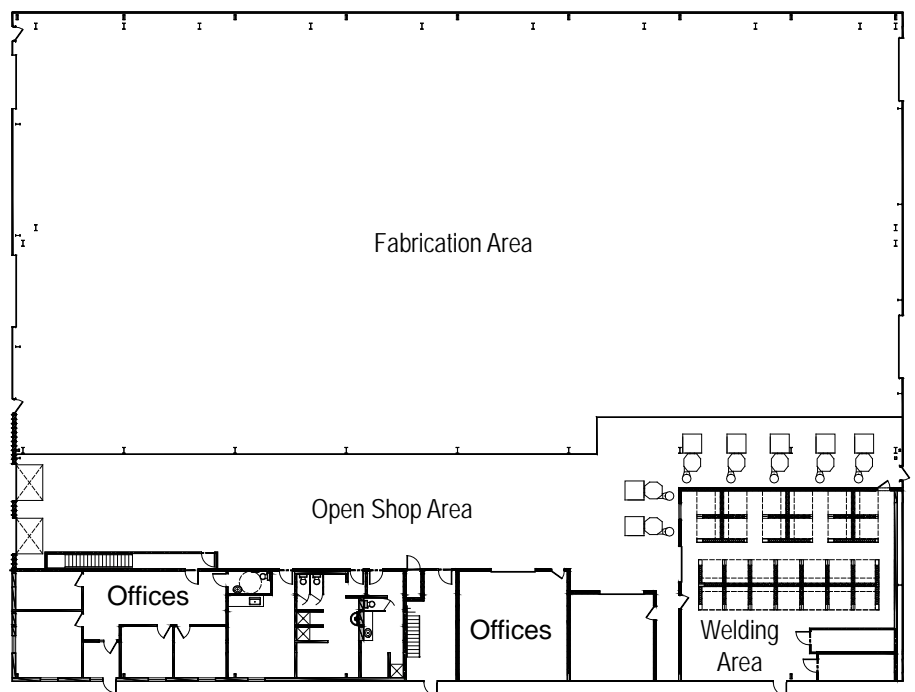 Fabrication Area
Open Shop Area
Offices
Offices
Welding
Area